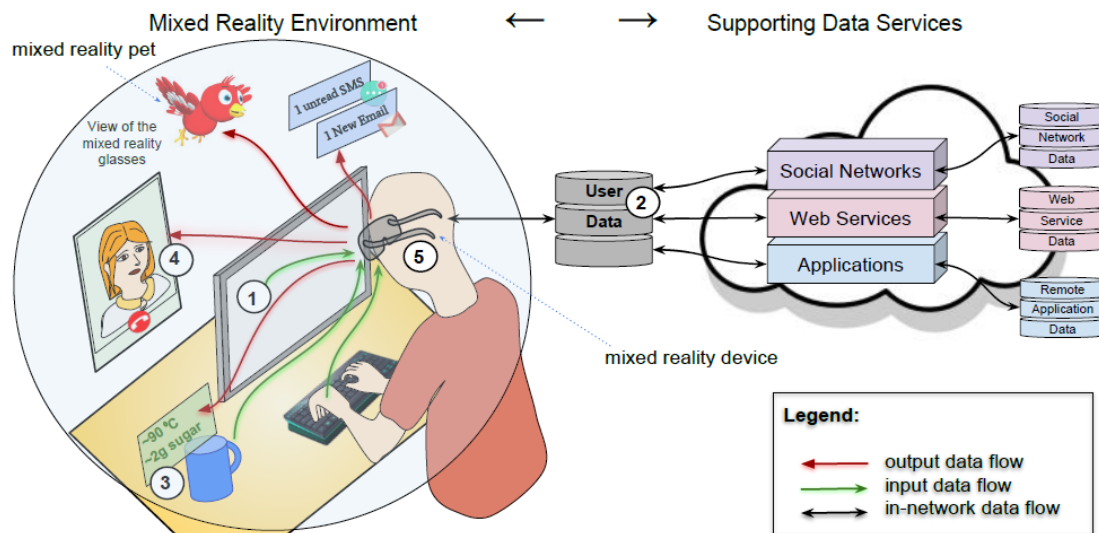 Mixed Reality Environment
Supporting Data Services
mixed reality pet
View of the
mixed reality
glasses
1 unread SMS
1 New Email
4
1
5
~90 °C
~2g sugar
3
mixed reality device
User
2
Data
Social Networks
Web Services
Applications
Social
Network
Data
Web
Service
Data
Remote
Application
Data
Legend:
output data flow
input data flow
in-network data flow